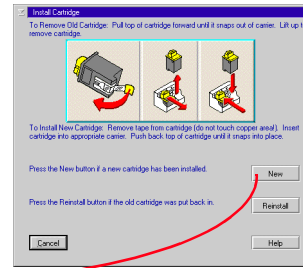 Install Cartridge
To Remove Old Cartridge: Pull top of cartridge forward until it snaps out of carrier. Lift up t
remove cartridge.
To Install New Cartridge: Remove tape from cartridge (do not touch copper area!). Insert
cartridge into appropriate carrier. Push back top of cartridge until it snaps into place.
Press the New button if a new cartridge has been installed.
New
Press the Reinstall button if the old cartridge was put back in.
Reinstall
Cancel
Help